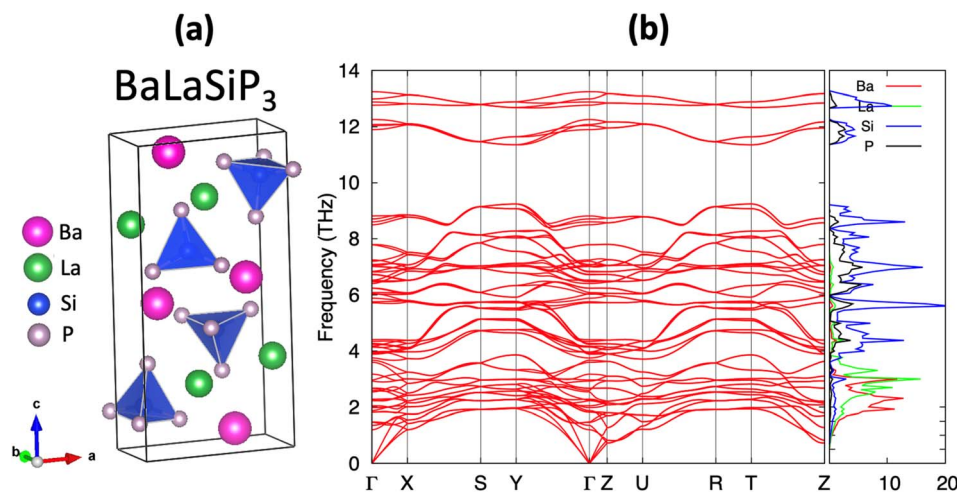 (a)
(b)
BaLaSiP3
Ba
La
Si
P
c
b
a
Frequency (THz)
14
12
10
8
6
4
2
0
Γ X S Y Γ Z U R T Z
Ba
La
Si
P
10 20